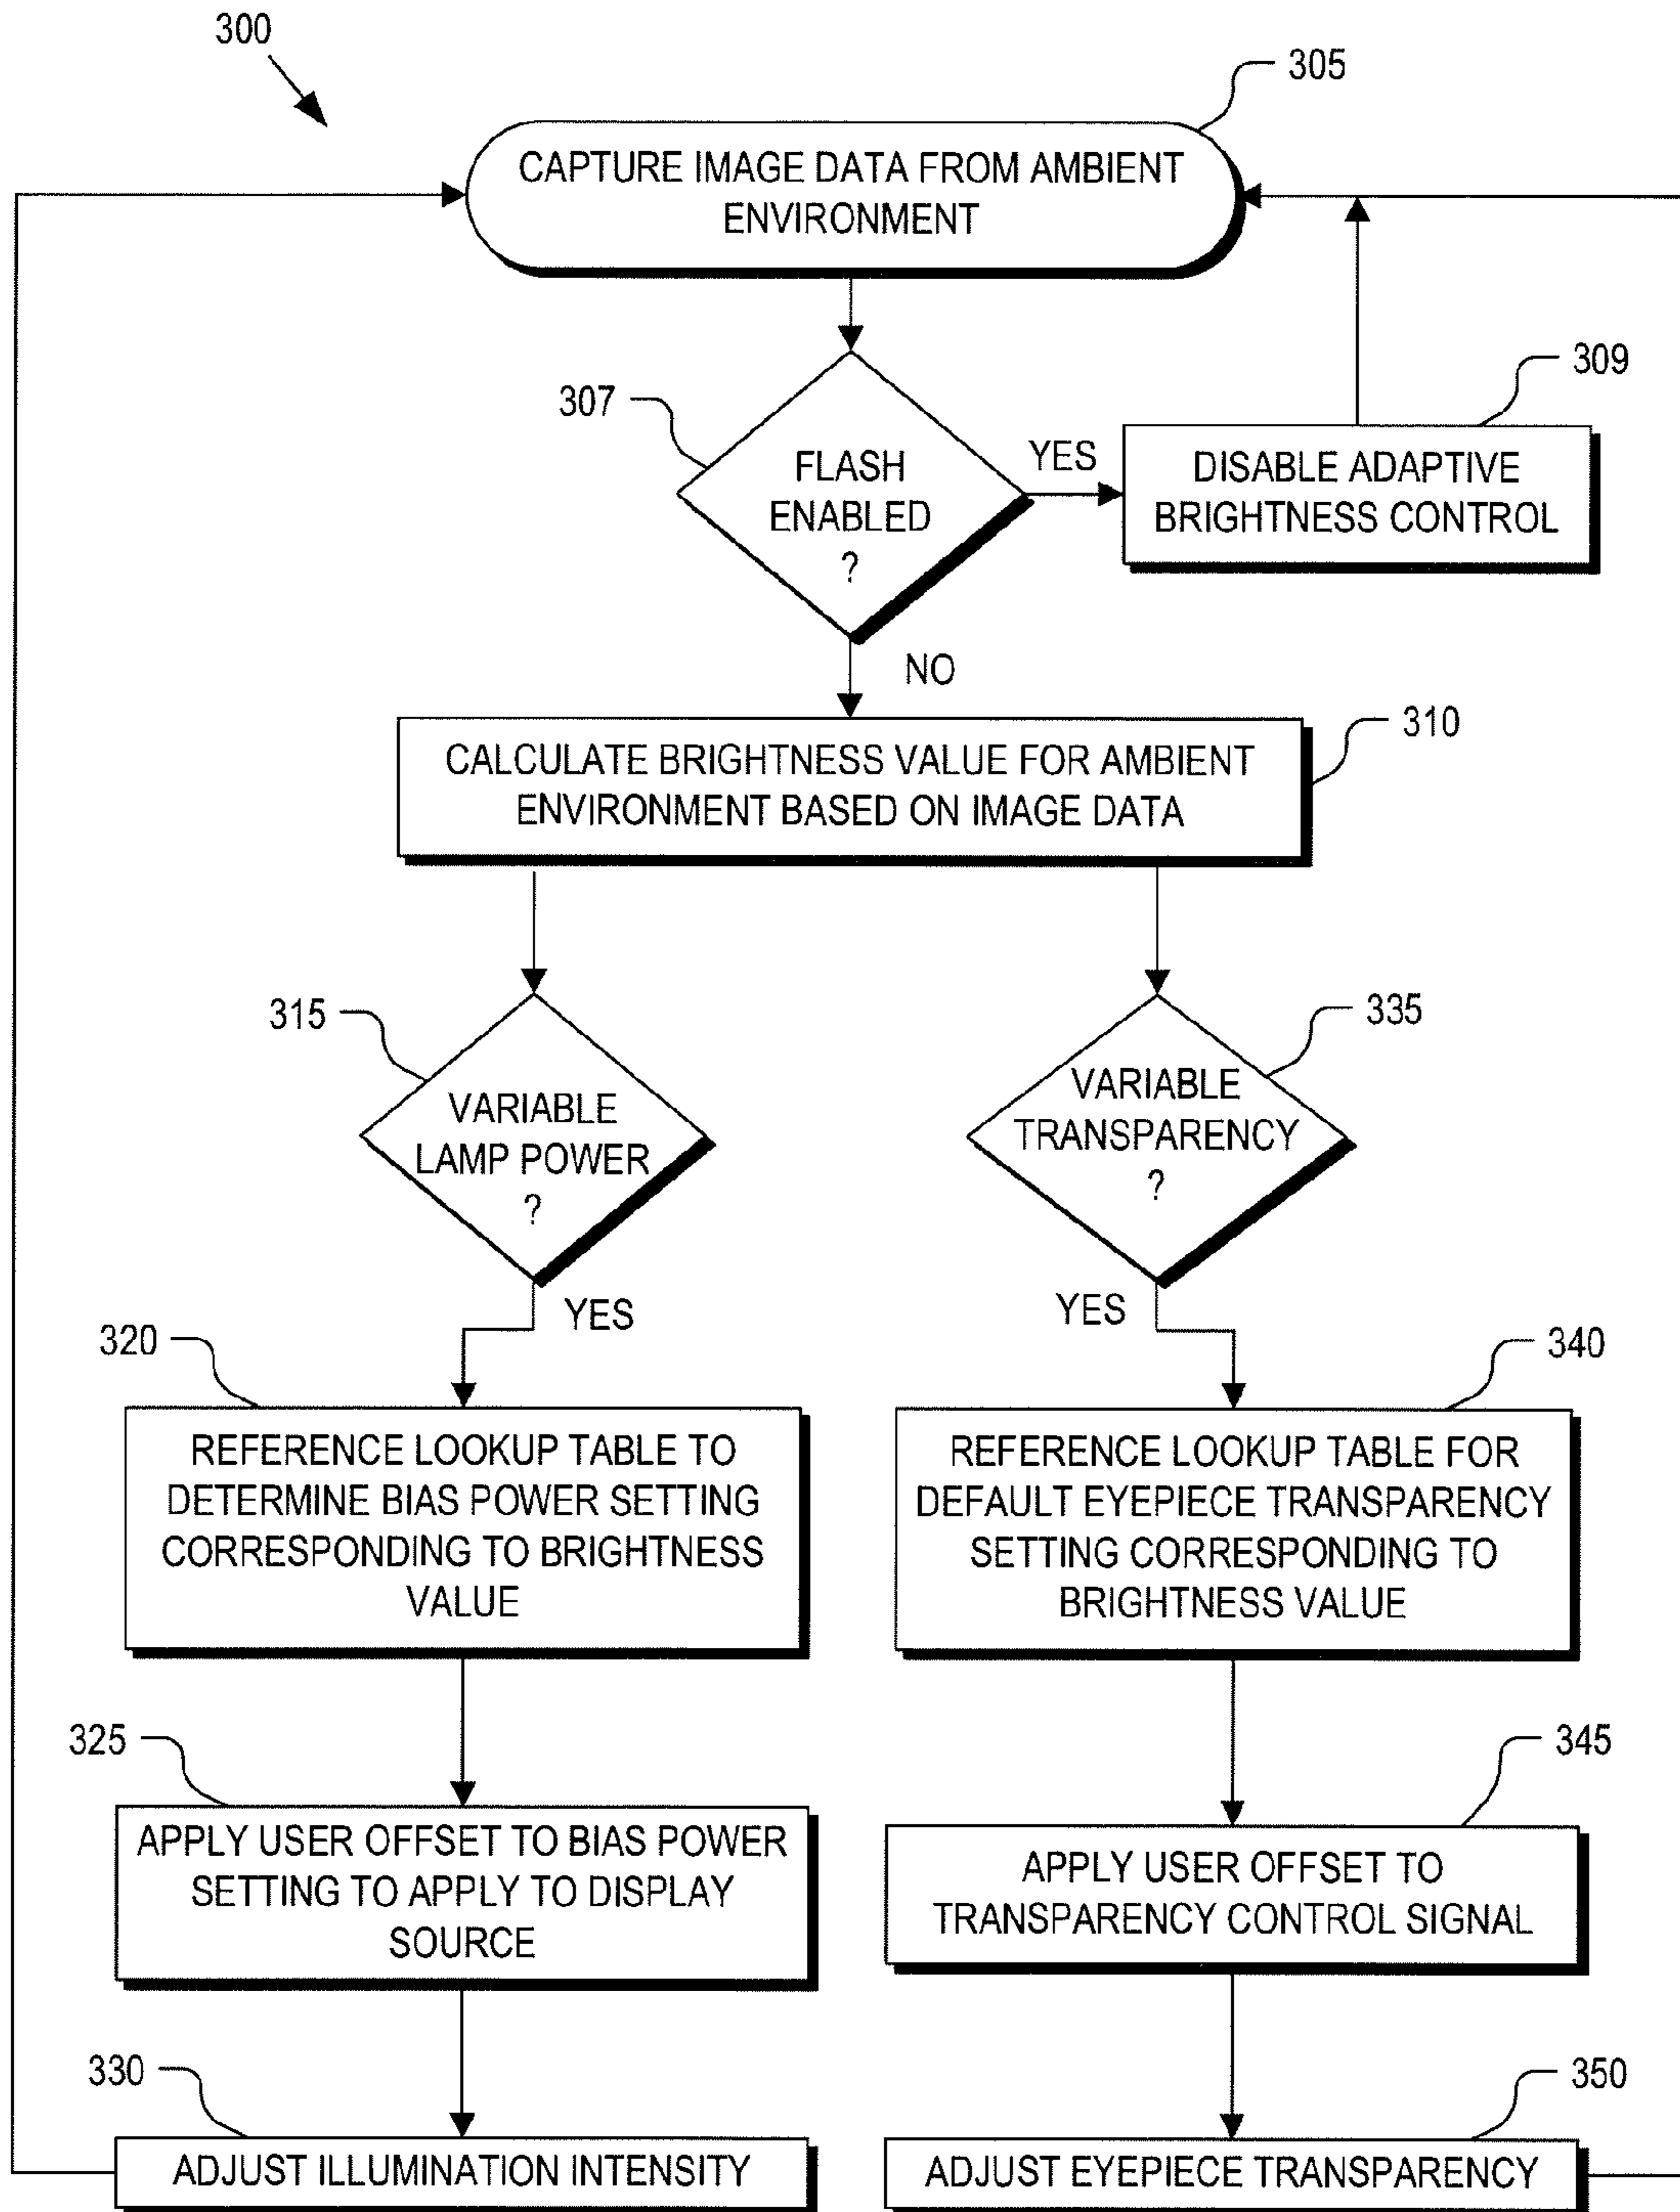 300
305
CAPTURE IMAGE DATA FROM AMBIENT
ENVIRONMENT
307
FLASH
ENABLED
?
YES
309
DISABLE ADAPTIVE
BRIGHTNESS CONTROL
NO
310
CALCULATE BRIGHTNESS VALUE FOR AMBIENT
ENVIRONMENT BASED ON IMAGE DATA
315
VARIABLE
LAMP POWER
?
YES
335
VARIABLE
TRANSPARENCY
?
YES
320
REFERENCE LOOKUP TABLE TO
DETERMINE BIAS POWER SETTING
CORRESPONDING TO BRIGHTNESS
VALUE
340
REFERENCE LOOKUP TABLE FOR
DEFAULT EYEPIECE TRANSPARENCY
SETTING CORRESPONDING TO
BRIGHTNESS VALUE
325
APPLY USER OFFSET TO BIAS POWER
SETTING TO APPLY TO DISPLAY
SOURCE
345
APPLY USER OFFSET TO
TRANSPARENCY CONTROL SIGNAL
330
ADJUST ILLUMINATION INTENSITY
350
ADJUST EYEPIECE TRANSPARENCY